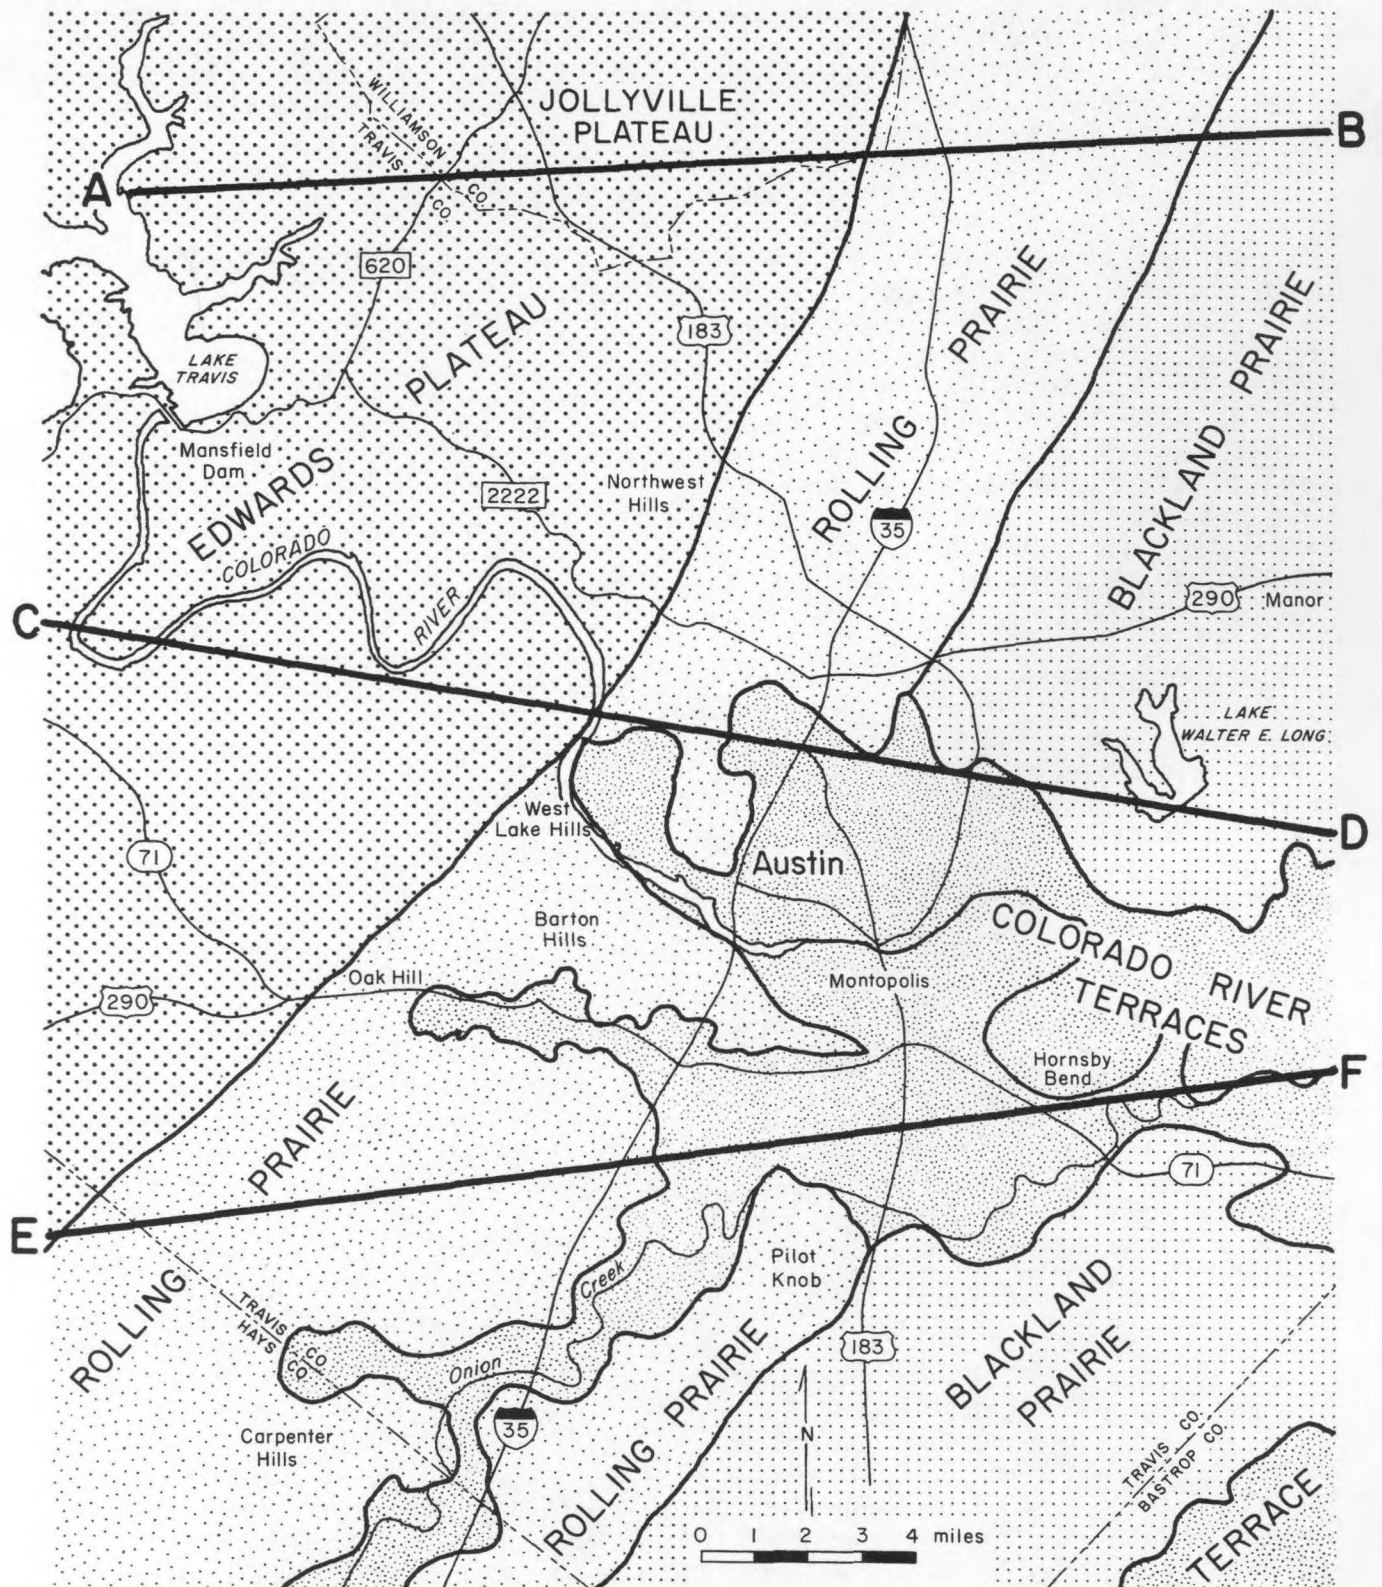 JOLLYVILLE
PLATEAU
WILLIAMSON CO.
TRAVIS CO.
A
B
620
183
PLATEAU
LAKE
TRAVIS
Mansfield
Dam
EDWARDS
2222
Northwest
Hills
ROLLING PRAIRIE
35
BLACKLAND PRAIRIE
COLORADO RIVER
290
Manor
C
D
LAKE
WALTER E. LONG
71
West
Lake Hills
Austin
Barton
Hills
Oak Hill
290
Montopolis
COLORADO RIVER
TERRACES
Hornsby
Bend
E
F
ROLLING PRAIRIE
71
Pilot
Knob
TRAVIS CO.
HAYS CO.
Onion Creek
183
BLACKLAND
PRAIRIE
35
Carpenter
Hills
ROLLING PRAIRIE
N
TRAVIS CO.
BASTROP CO.
TERRACE
0 1 2 3 4 miles